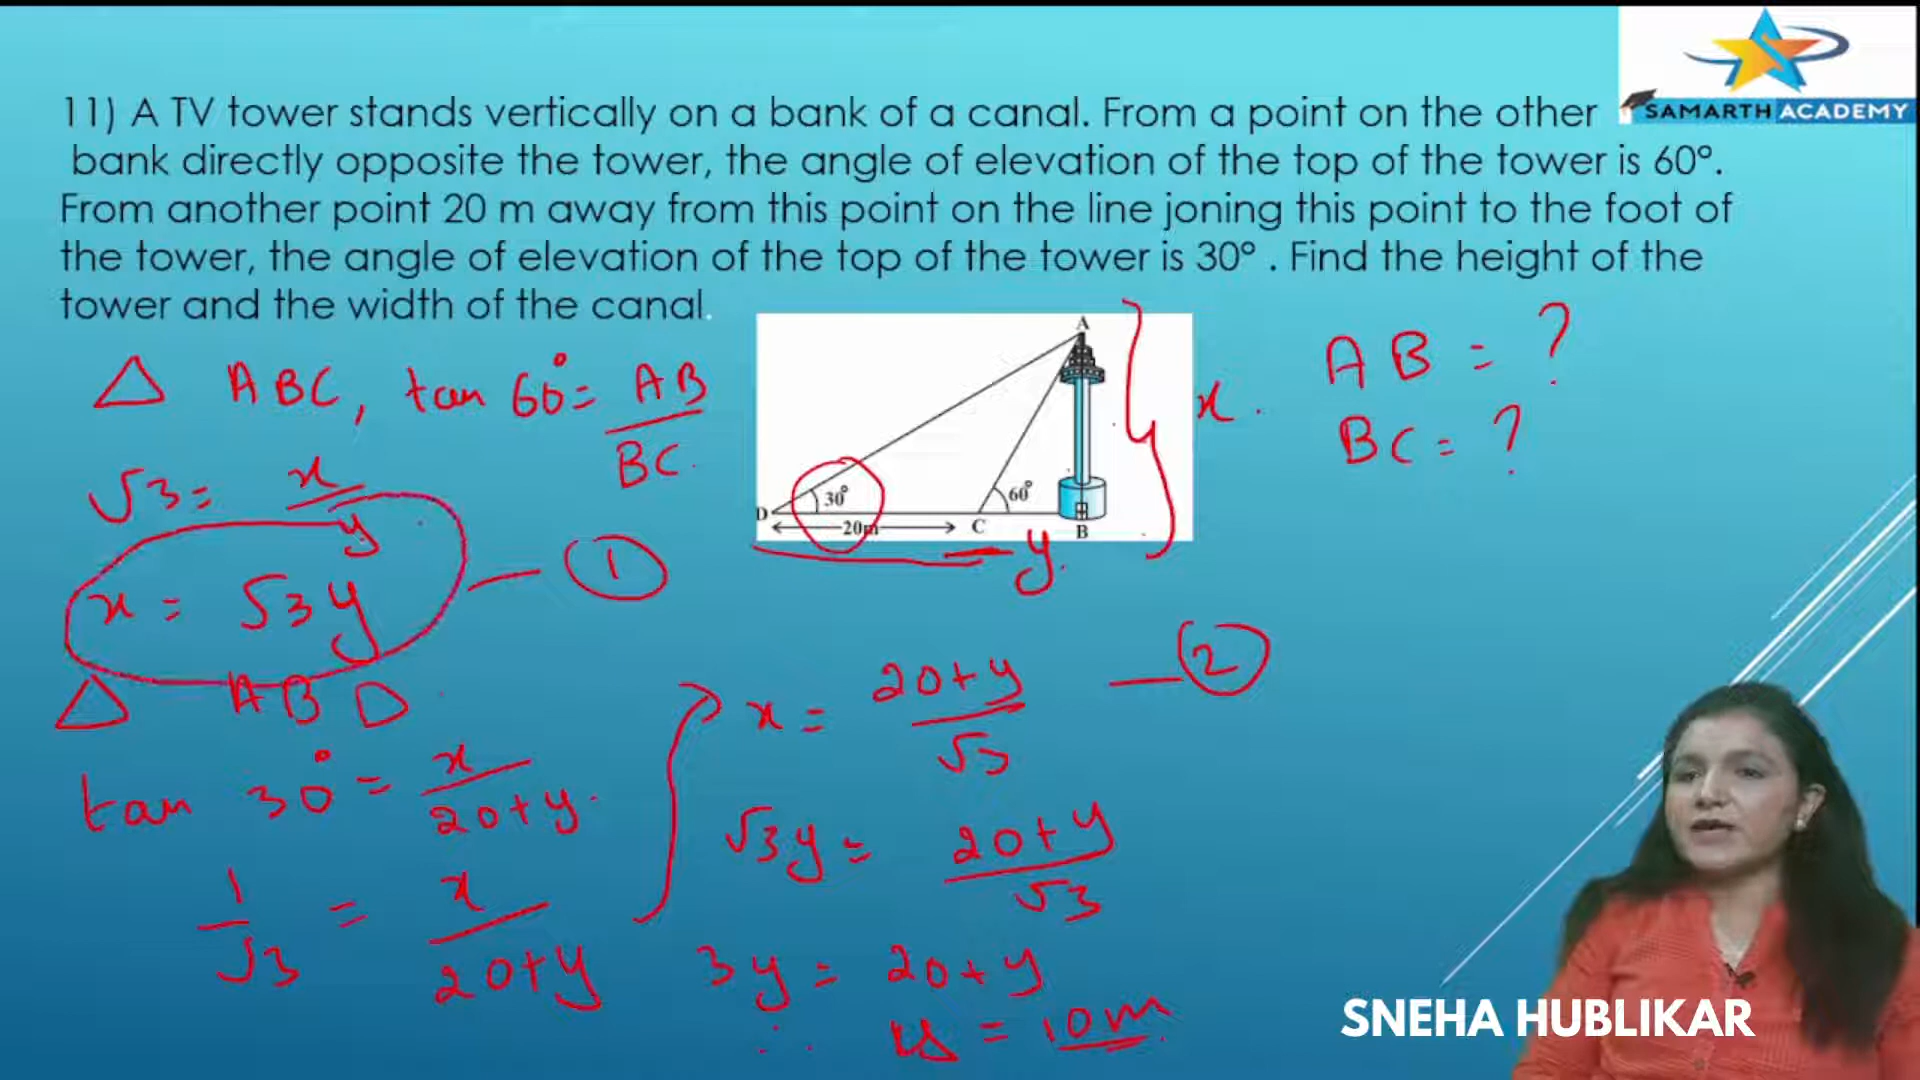 SAMARTH ACADEMY
11) A TV tower stands vertically on a bank of a canal. From a point on the other
bank directly opposite the tower, the angle of elevation of the top of the tower is 60°.
From another point 20 m away from this point on the line joning this point to the foot of
the tower, the angle of elevation of the top of the tower is 30° . Find the height of the
tower and the width of the canal.
△ ABC, tan 60° = AB
BC.
√3 = x
y
x = √3y — 1
△ ABD
tan 30° = x
20+y.
1 = x
√3 20+y
A
30°
60°
D
20m
C
B
y.
x.
AB = ?
BC = ?
x = 20+y — 2
√3
√3y = 20+y
√3
3y = 20+y
∴ y = 10m
SNEHA HUBLIKAR